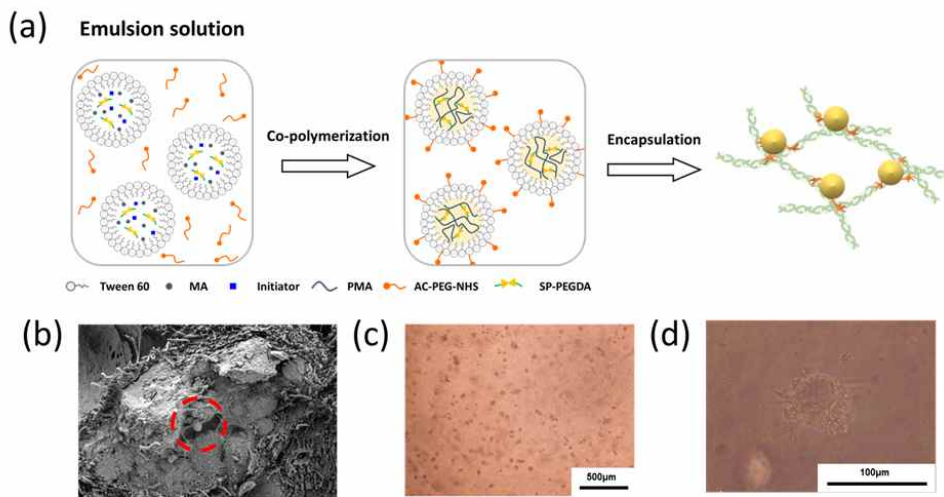 (a) Emulsion solution
Co-polymerization
Encapsulation
Tween 60 MA Initiator PMA AC-PEG-NHS SP-PEGDA
(b) (c) (d)
500μm
100μm